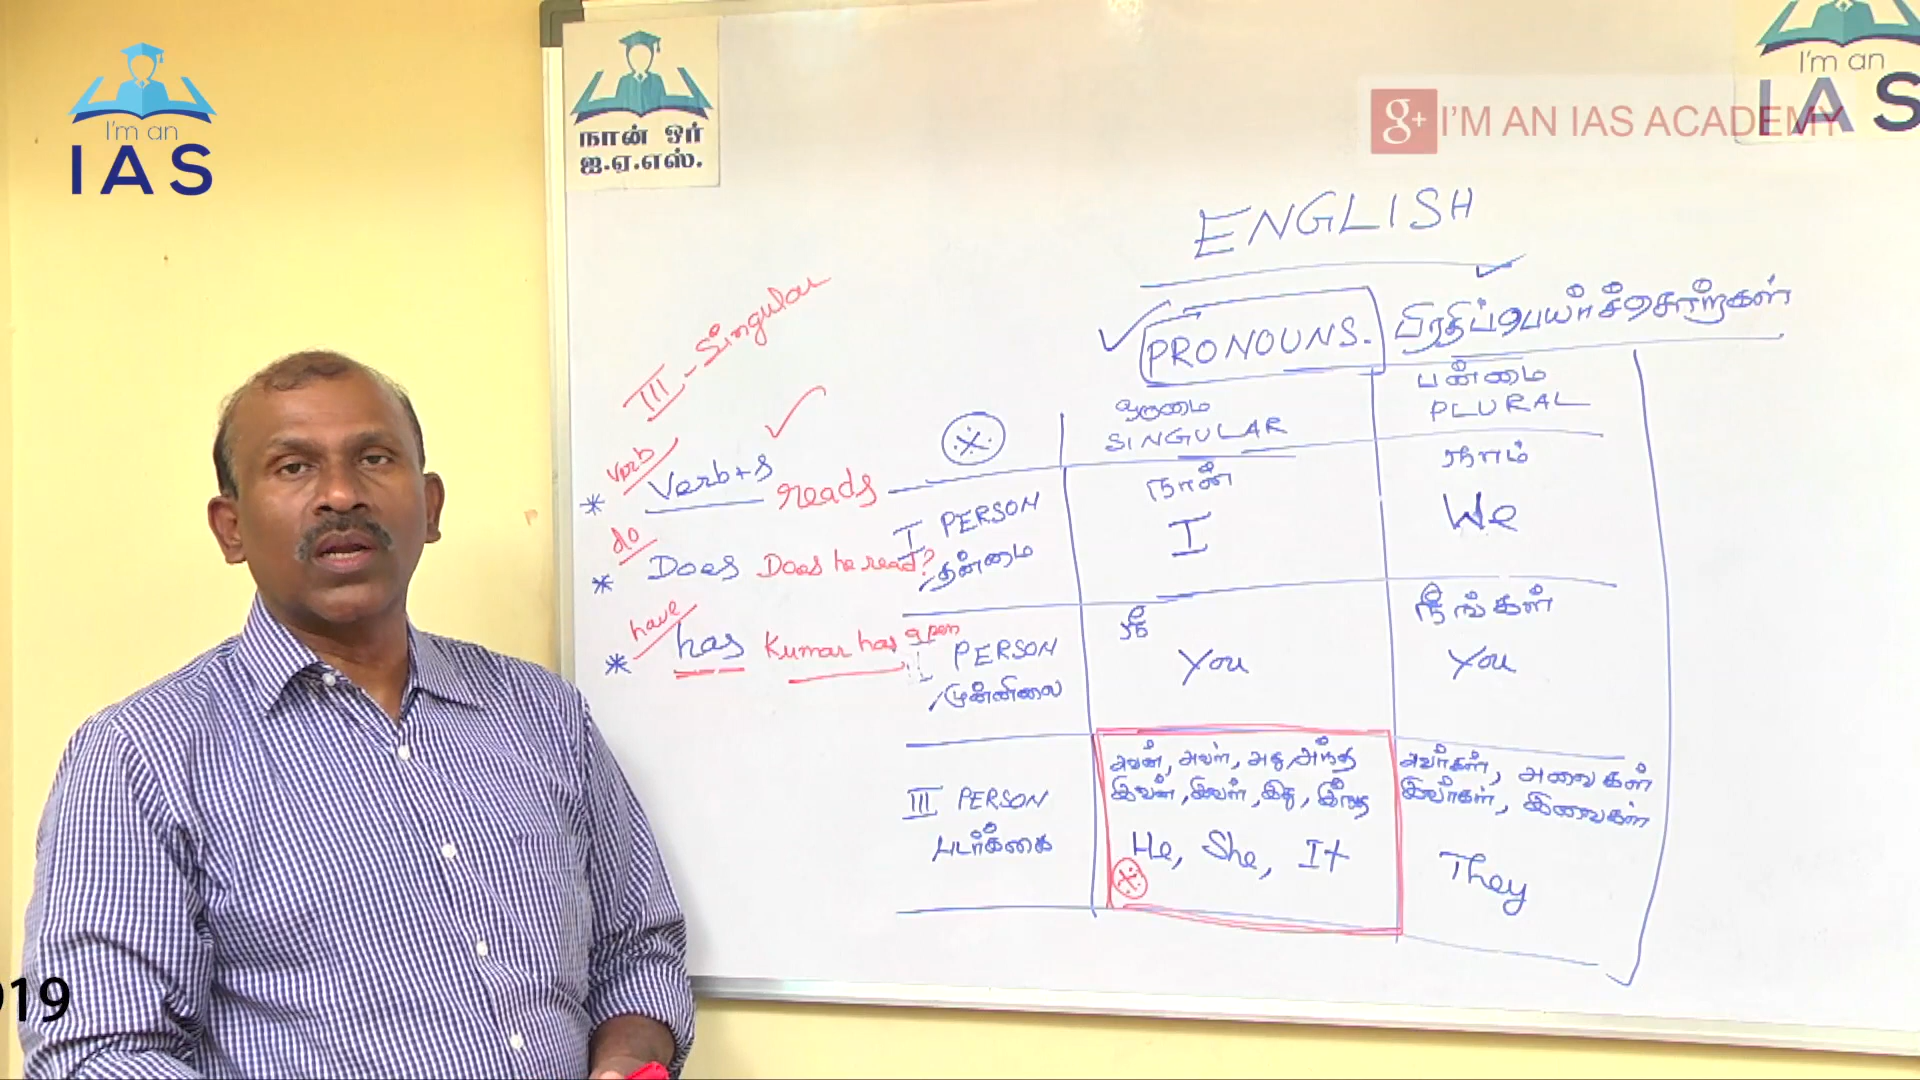 I'm an
IAS
நான் ஓர்
ஐ.ஏ.எஸ்.
I'm an
IAS
g+ I'M AN IAS ACADEMY
ENGLISH
PRONOUNS. பிரதிப்பெயர்ச்சொற்கள்
III - Singular
verb
* Verb+s reads
do
* Does Does he read?
have
* has Kumar has a pen
ஒருமை
SINGULAR
பன்மை
PLURAL
I PERSON
தன்மை
நான்
I
நாம்
We
PERSON
முன்னிலை
நீ
You
நீங்கள்
You
III PERSON
படர்க்கை
அவன், அவள், அது, அந்த
இவன், இவள், இது, இந்த
He, She, It
அவர்கள், அவைகள்
இவர்கள், இவைகள்
They
019